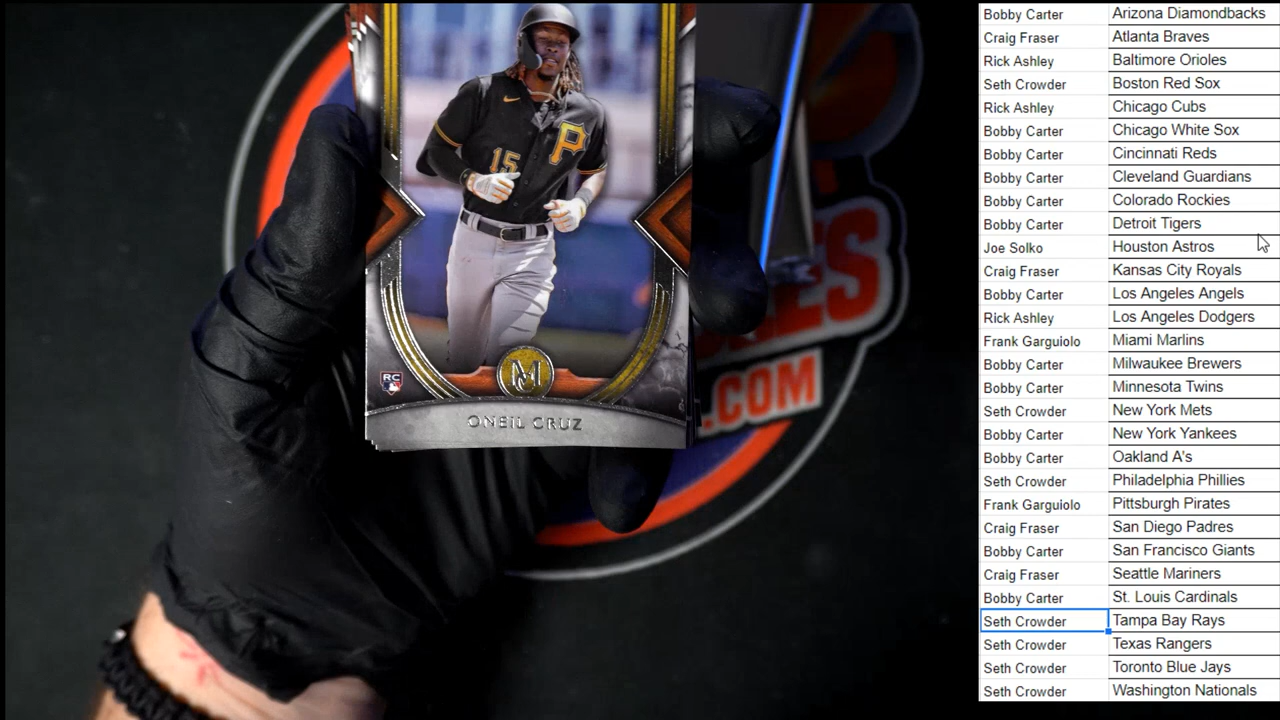 P
15
RC
M
ONEIL CRUZ
.COM
Bobby Carter Arizona Diamondbacks
Craig Fraser Atlanta Braves
Rick Ashley Baltimore Orioles
Seth Crowder Boston Red Sox
Rick Ashley Chicago Cubs
Bobby Carter Chicago White Sox
Bobby Carter Cincinnati Reds
Bobby Carter Cleveland Guardians
Bobby Carter Colorado Rockies
Bobby Carter Detroit Tigers
Joe Solko Houston Astros
Craig Fraser Kansas City Royals
Bobby Carter Los Angeles Angels
Rick Ashley Los Angeles Dodgers
Frank Garguiolo Miami Marlins
Bobby Carter Milwaukee Brewers
Bobby Carter Minnesota Twins
Seth Crowder New York Mets
Bobby Carter New York Yankees
Bobby Carter Oakland A's
Seth Crowder Philadelphia Phillies
Frank Garguiolo Pittsburgh Pirates
Craig Fraser San Diego Padres
Bobby Carter San Francisco Giants
Craig Fraser Seattle Mariners
Bobby Carter St. Louis Cardinals
Seth Crowder Tampa Bay Rays
Seth Crowder Texas Rangers
Seth Crowder Toronto Blue Jays
Seth Crowder Washington Nationals